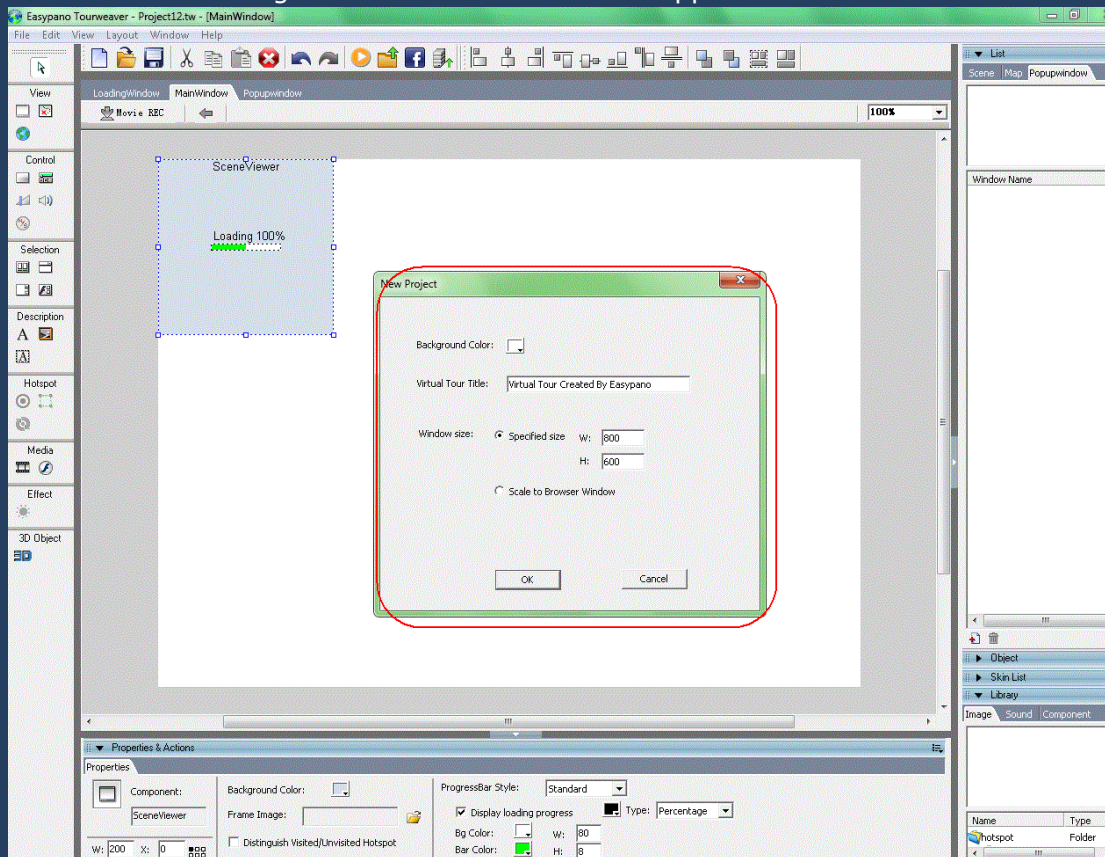 Easypano Tourweaver - Project12.tw - [MainWindow]
File Edit View Layout Window Help
View
Control
Selection
Description
Hotspot
Media
Effect
3D Object
LoadingWindow MainWindow Popupwindow
Movie REC
100%
SceneViewer
Loading 100%
New Project
Background Color:
Virtual Tour Title: Virtual Tour Created By Easypano
Window size: Specified size W: 800
H: 600
Scale to Browser Window
OK Cancel
List
Scene Map Popupwindow
Window Name
Object
Skin List
Library
Image Sound Component
Name Type
hotspot Folder
Properties & Actions
Properties
Component:
SceneViewer
W: 200 X: 0
Background Color:
Frame Image:
Distinguish Visited/Unvisited Hotspot
ProgressBar Style: Standard
Display loading progress Type: Percentage
Bg Color: W: 80
Bar Color: H: 8